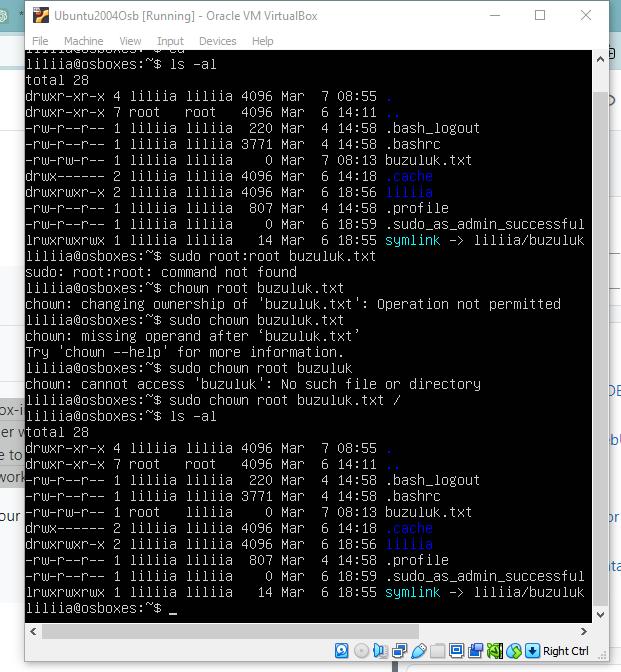 Ubuntu2004Osb [Running] - Oracle VM VirtualBox
File Machine View Input Devices Help
liliia@osboxes:~$ ls -al
total 28
drwxr-xr-x 4 liliia liliia 4096 Mar  7 08:55 .
drwxr-xr-x 7 root   root   4096 Mar  6 14:11 ..
-rw-r--r-- 1 liliia liliia  220 Mar  4 14:58 .bash_logout
-rw-r--r-- 1 liliia liliia 3771 Mar  4 14:58 .bashrc
-rw-rw-r-- 1 liliia liliia    0 Mar  7 08:13 buzuluk.txt
drwx------ 2 liliia liliia 4096 Mar  6 14:18 .cache
drwxrwxr-x 2 liliia liliia 4096 Mar  6 18:56 liliia
-rw-r--r-- 1 liliia liliia  807 Mar  4 14:58 .profile
-rw-r--r-- 1 liliia liliia    0 Mar  6 18:59 .sudo_as_admin_successful
lrwxrwxrwx 1 liliia liliia   14 Mar  6 18:55 symlink -> liliia/buzuluk
liliia@osboxes:~$ sudo root:root buzuluk.txt
sudo: root:root: command not found
liliia@osboxes:~$ chown root buzuluk.txt
chown: changing ownership of 'buzuluk.txt': Operation not permitted
liliia@osboxes:~$ sudo chown buzuluk.txt
chown: missing operand after ‘buzuluk.txt’
Try 'chown --help' for more information.
liliia@osboxes:~$ sudo chown root buzuluk
chown: cannot access 'buzuluk': No such file or directory
liliia@osboxes:~$ sudo chown root buzuluk.txt /
liliia@osboxes:~$ ls -al
total 28
drwxr-xr-x 4 liliia liliia 4096 Mar  7 08:55 .
drwxr-xr-x 7 root   root   4096 Mar  6 14:11 ..
-rw-r--r-- 1 liliia liliia  220 Mar  4 14:58 .bash_logout
-rw-r--r-- 1 liliia liliia 3771 Mar  4 14:58 .bashrc
-rw-rw-r-- 1 root   liliia    0 Mar  7 08:13 buzuluk.txt
drwx------ 2 liliia liliia 4096 Mar  6 14:18 .cache
drwxrwxr-x 2 liliia liliia 4096 Mar  6 18:56 liliia
-rw-r--r-- 1 liliia liliia  807 Mar  4 14:58 .profile
-rw-r--r-- 1 liliia liliia    0 Mar  6 18:59 .sudo_as_admin_successful
lrwxrwxrwx 1 liliia liliia   14 Mar  6 18:55 symlink -> liliia/buzuluk
liliia@osboxes:~$ _
Right Ctrl